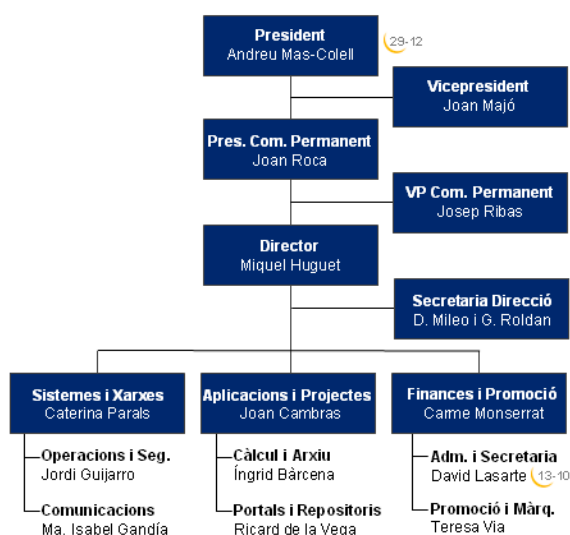 President
Andreu Mas-Colell
29-12
Vicepresident
Joan Majó
Pres. Com. Permanent
Joan Roca
VP Com. Permanent
Josep Ribas
Director
Miquel Huguet
Secretaria Direcció
D. Mileo i G. Roldan
Sistemes i Xarxes
Caterina Parals
Aplicacions i Projectes
Joan Cambras
Finances i Promoció
Carme Monserrat
Operacions i Seg.
Jordi Guijarro
Càlcul i Arxiu
Íngrid Bàrcena
Adm. i Secretaria
David Lasarte
13-10
Comunicacions
Ma. Isabel Gandía
Portals i Repositoris
Ricard de la Vega
Promoció i Màrq.
Teresa Via